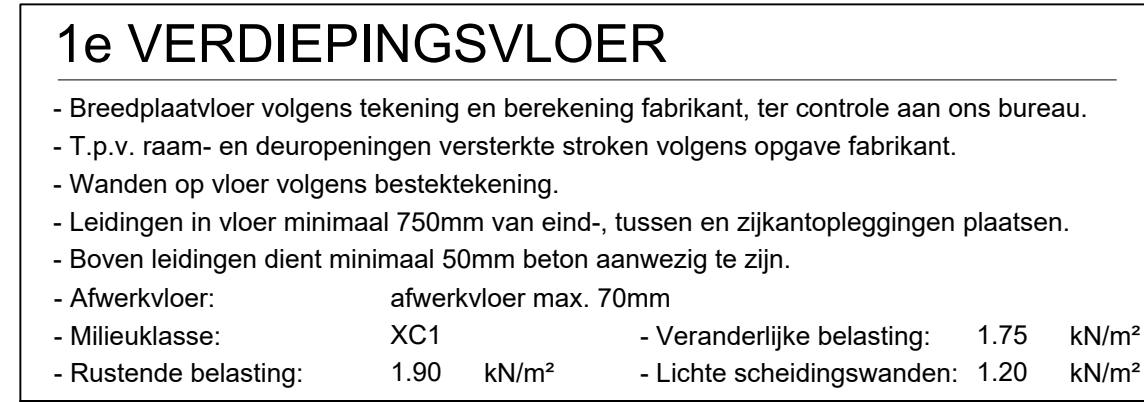 1e VERDIEPINGSVLOER
- Breedplaatvloer volgens tekening en berekening fabrikant, ter controle aan ons bureau.
- T.p.v. raam- en deuropeningen versterkte stroken volgens opgave fabrikant.
- Wanden op vloer volgens bestektekening.
- Leidingen in vloer minimaal 750mm van eind-, tussen en zijkantopleggingen plaatsen.
- Boven leidingen dient minimaal 50mm beton aanwezig te zijn.
- Afwerkvloer: afwerkvloer max. 70mm
- Milieuklasse: XC1 - Veranderlijke belasting: 1.75 kN/m²
- Rustende belasting: 1.90 kN/m² - Lichte scheidingswanden: 1.20 kN/m²